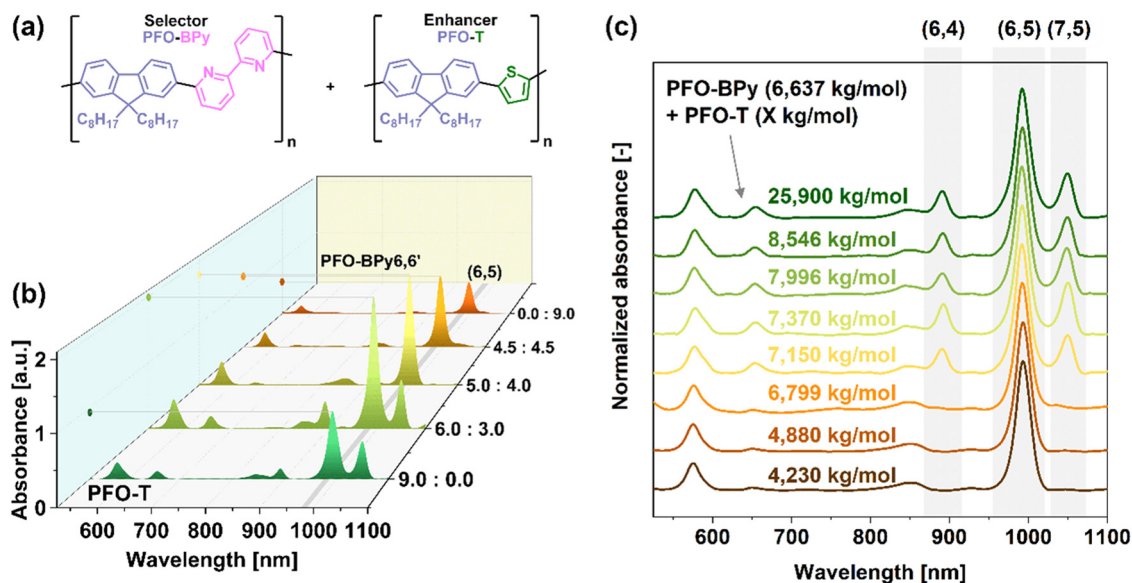 (a)
Selector
PFO-BPy
Enhancer
PFO-T
N
N
S
C8H17 C8H17
n
+
C8H17 C8H17
n
(b)
PFO-BPy6,6'
(6,5)
0.0 : 9.0
4.5 : 4.5
5.0 : 4.0
6.0 : 3.0
9.0 : 0.0
PFO-T
Absorbance [a.u.]
2
1
0
600 700 800 900 1000 1100
Wavelength [nm]
(c)
(6,4) (6,5) (7,5)
PFO-BPy (6,637 kg/mol)
+ PFO-T (X kg/mol)
25,900 kg/mol
8,546 kg/mol
7,996 kg/mol
7,370 kg/mol
7,150 kg/mol
6,799 kg/mol
4,880 kg/mol
4,230 kg/mol
Normalized absorbance [-]
600 700 800 900 1000 1100
Wavelength [nm]